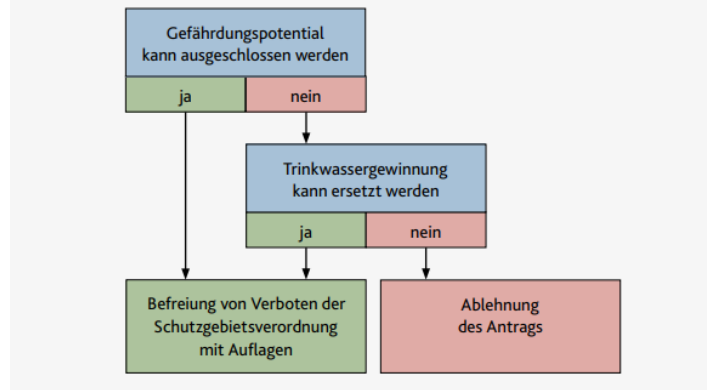 Gefährdungspotential
kann ausgeschlossen werden
ja
nein
Trinkwassergewinnung
kann ersetzt werden
ja
nein
Befreiung von Verboten der
Schutzgebietsverordnung
mit Auflagen
Ablehnung
des Antrags